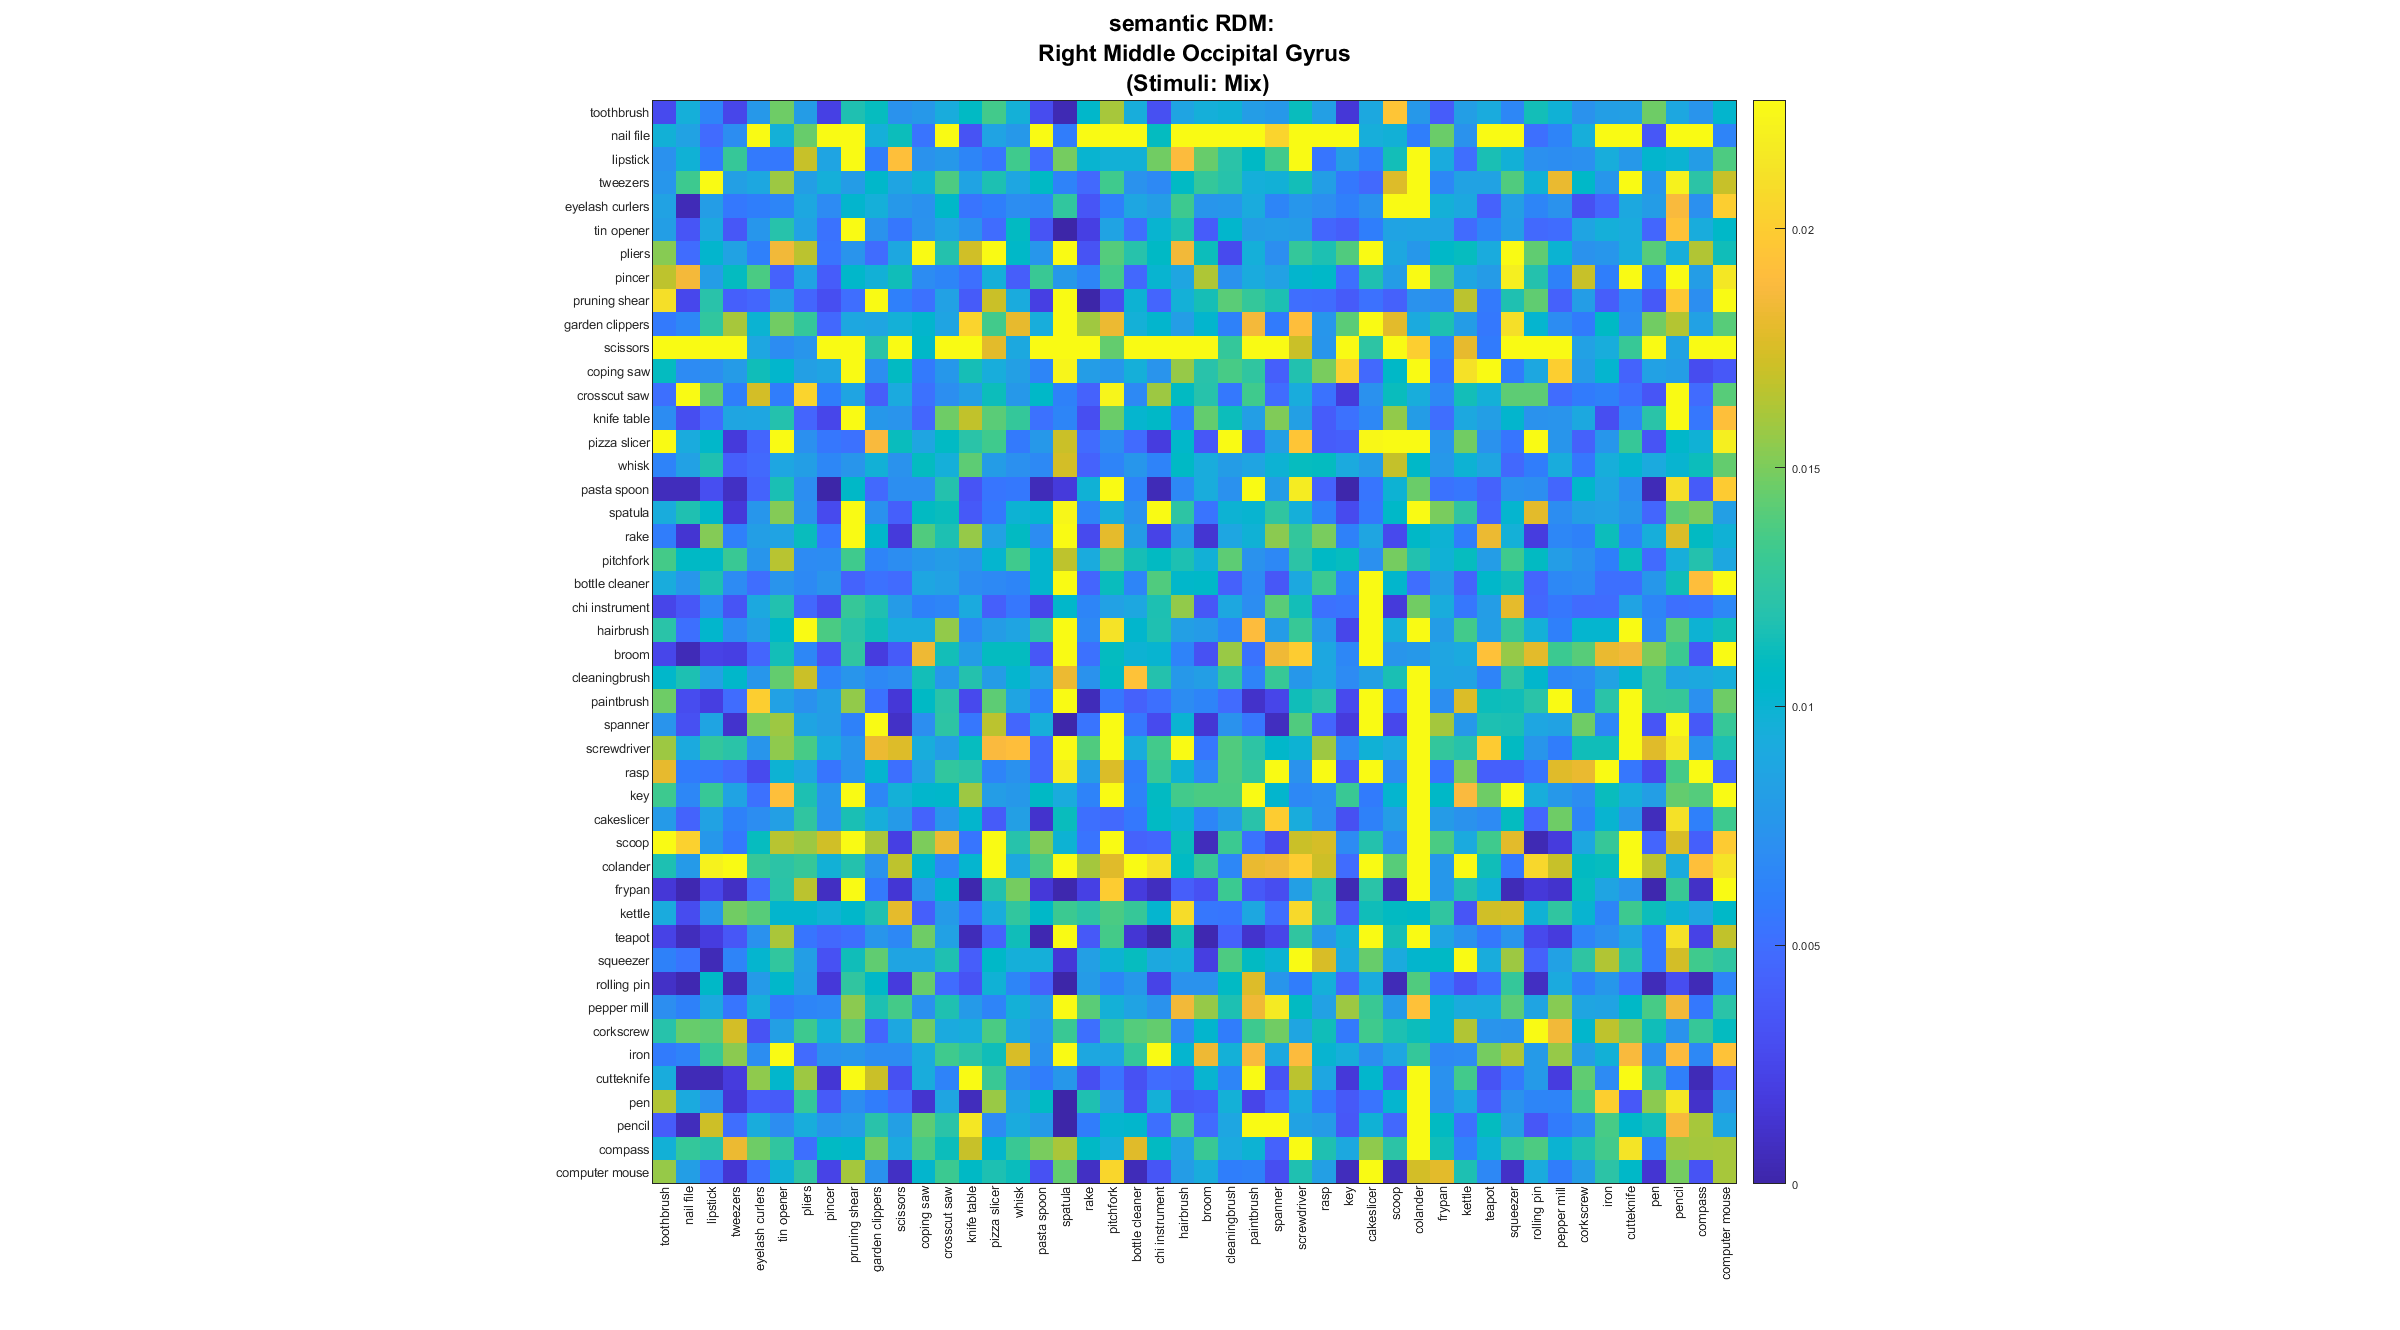 semantic RDM:
Right Middle Occipital Gyrus
(Stimuli: Mix)
toothbrush
nail file
lipstick
tweezers
eyelash curlers
tin opener
pliers
pincer
pruning shear
garden clippers
scissors
coping saw
crosscut saw
knife table
pizza slicer
whisk
pasta spoon
spatula
rake
pitchfork
bottle cleaner
chi instrument
hairbrush
broom
cleaningbrush
paintbrush
spanner
screwdriver
rasp
key
cakeslicer
scoop
colander
frypan
kettle
teapot
squeezer
rolling pin
pepper mill
corkscrew
iron
cutteknife
pen
pencil
compass
computer mouse
toothbrush
nail file
lipstick
tweezers
eyelash curlers
tin opener
pliers
pincer
pruning shear
garden clippers
scissors
coping saw
crosscut saw
knife table
pizza slicer
whisk
pasta spoon
spatula
rake
pitchfork
bottle cleaner
chi instrument
hairbrush
broom
cleaningbrush
paintbrush
spanner
screwdriver
rasp
key
cakeslicer
scoop
colander
frypan
kettle
teapot
squeezer
rolling pin
pepper mill
corkscrew
iron
cutteknife
pen
pencil
compass
computer mouse
0.02
0.015
0.01
0.005
0